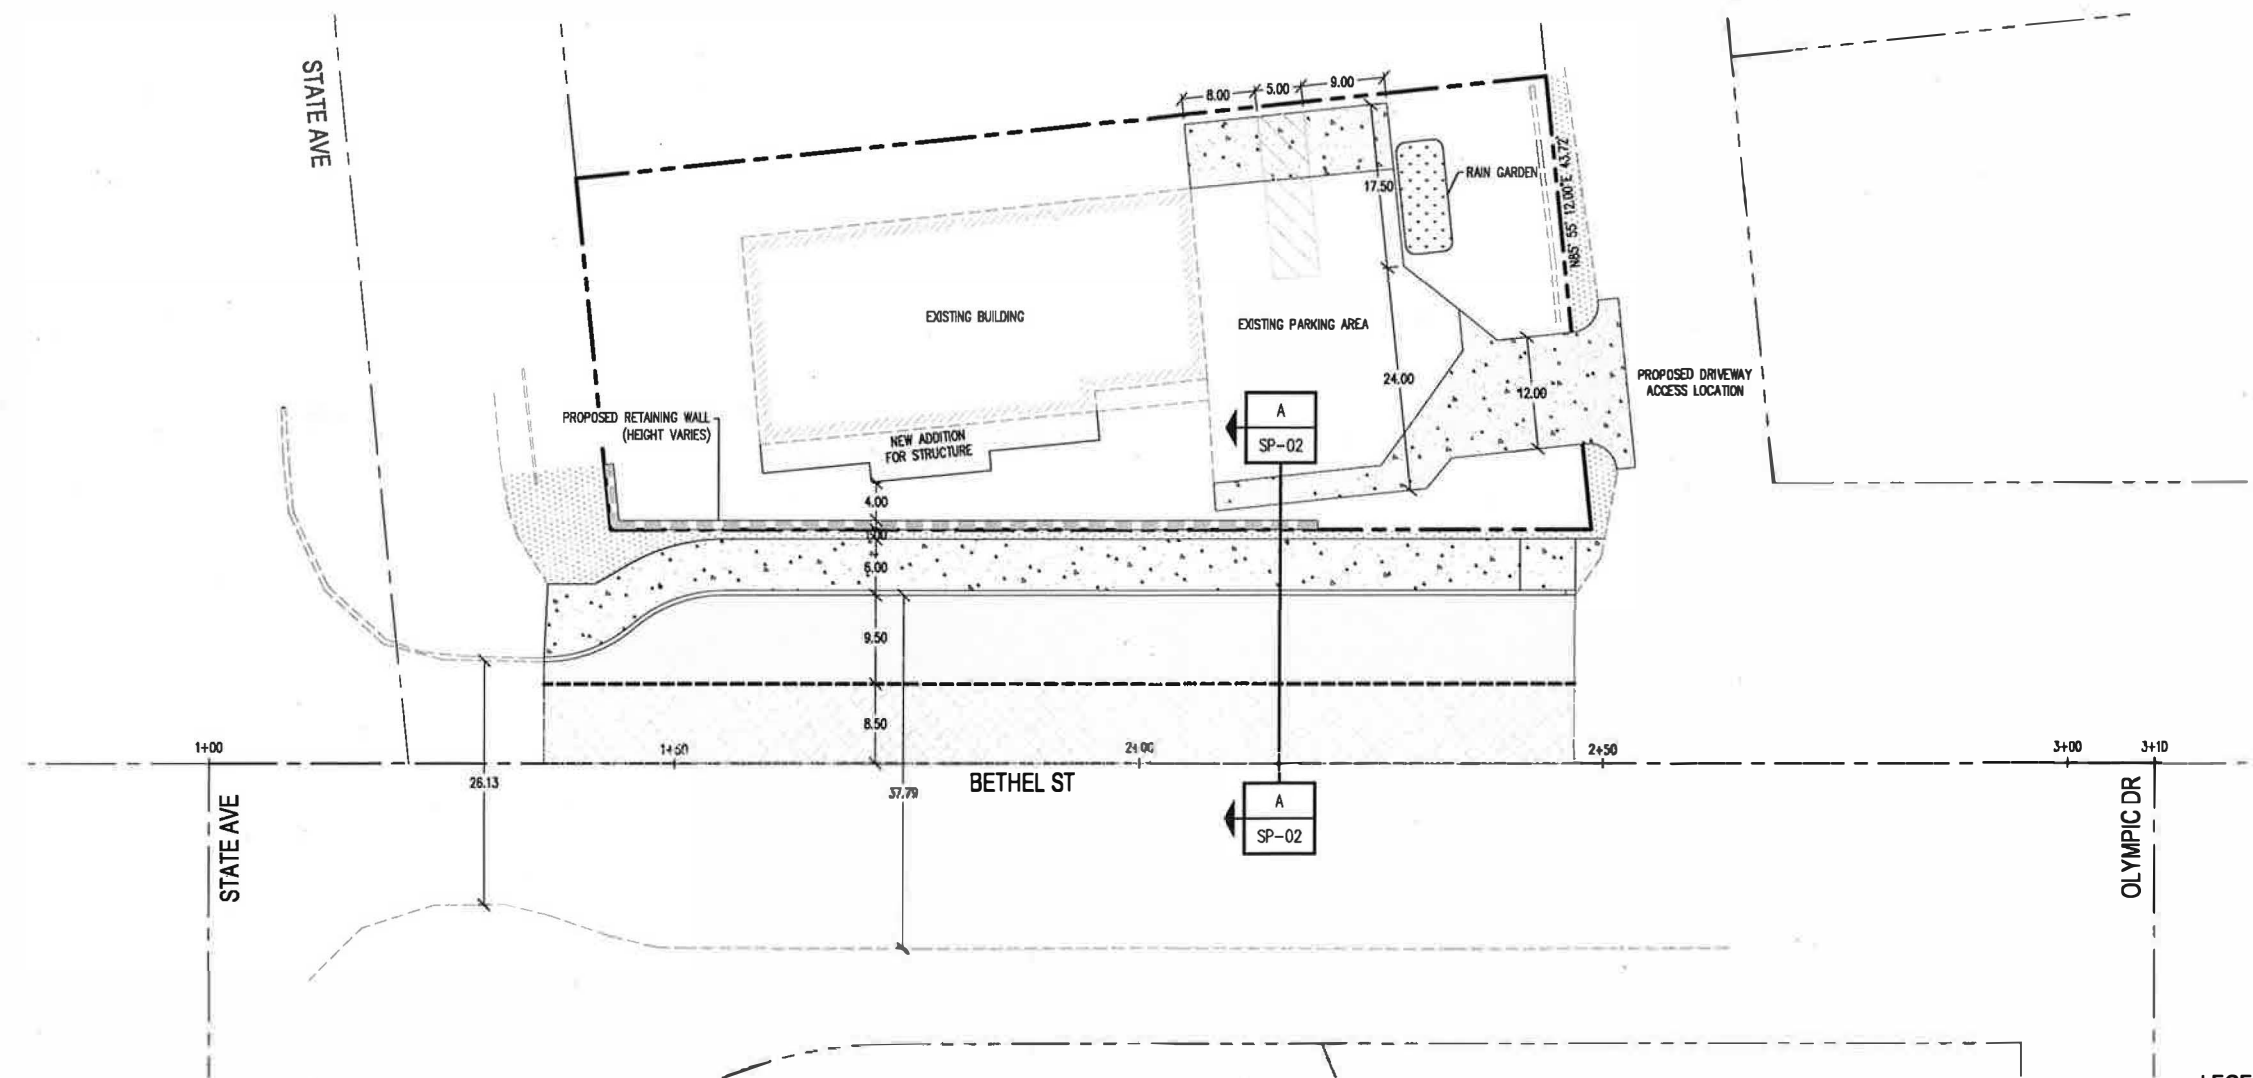 STATE AVE
8.00
5.00
9.00
17.50
RAIN GARDEN
N85° 55' 12.00"E 43.72'
EXISTING BUILDING
EXISTING PARKING AREA
24.00
12.00
PROPOSED DRIVEWAY
ACCESS LOCATION
PROPOSED RETAINING WALL
(HEIGHT VARIES)
NEW ADDITION
FOR STRUCTURE
A
SP-02
4.00
6.00
9.50
8.50
1+00
1+50
2+50
3+00
3+10
26.13
37.79
BETHEL ST
A
SP-02
STATE AVE
OLYMPIC DR